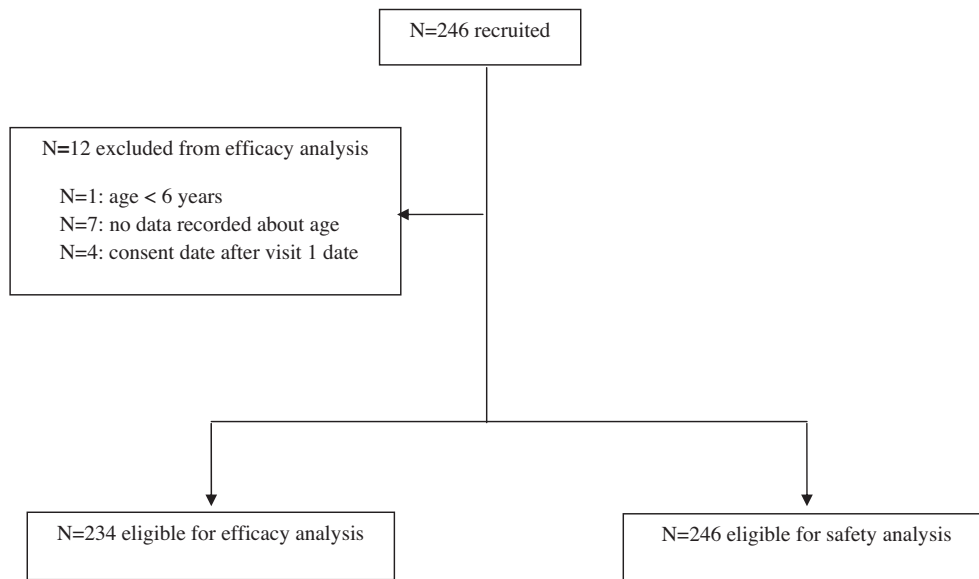 N=246 recruited
N=12 excluded from efficacy analysis
N=1: age < 6 years
N=7: no data recorded about age
N=4: consent date after visit 1 date
N=234 eligible for efficacy analysis
N=246 eligible for safety analysis